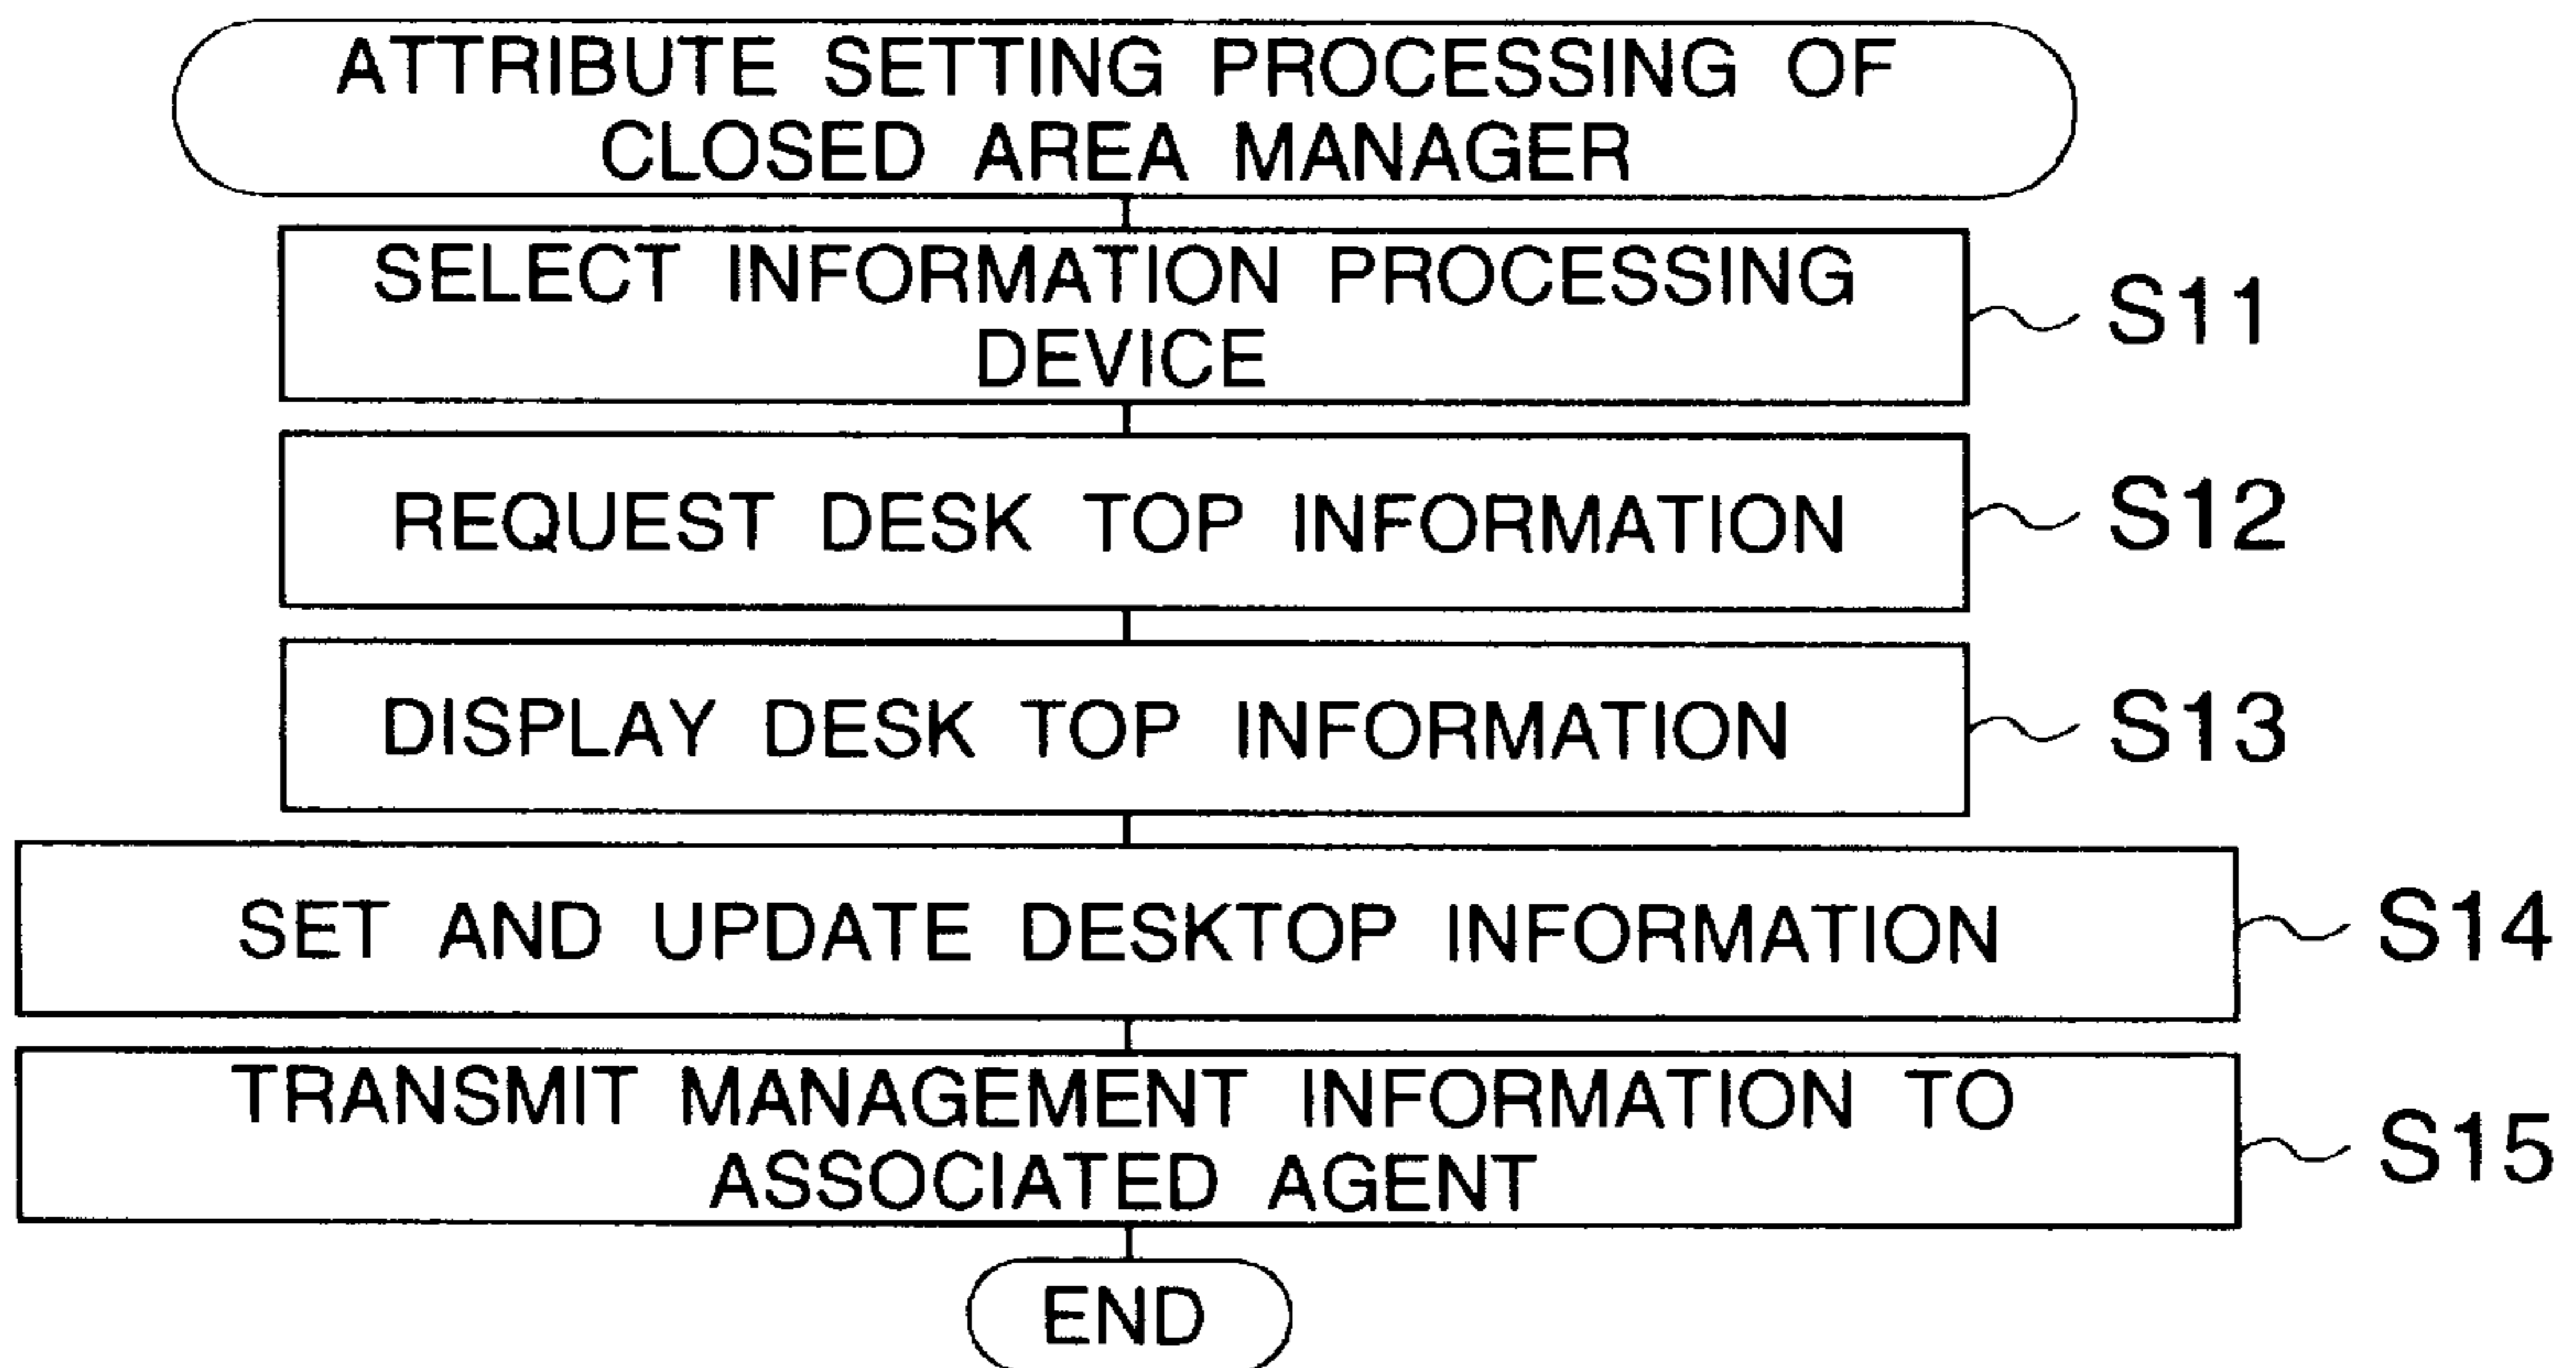 ATTRIBUTE SETTING PROCESSING OF
CLOSED AREA MANAGER
SELECT INFORMATION PROCESSING
DEVICE
S11
REQUEST DESK TOP INFORMATION
S12
DISPLAY DESK TOP INFORMATION
S13
SET AND UPDATE DESKTOP INFORMATION
S14
TRANSMIT MANAGEMENT INFORMATION TO
ASSOCIATED AGENT
S15
END